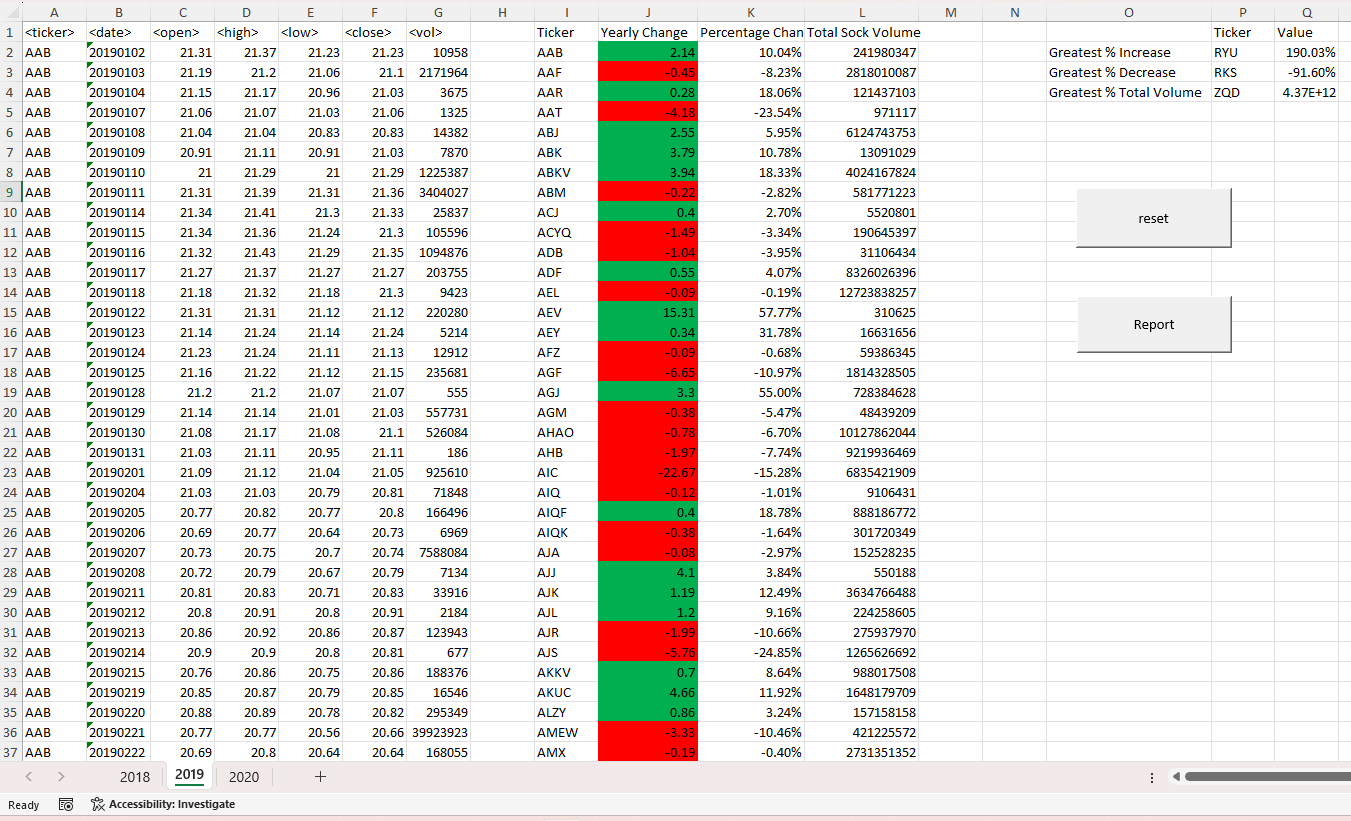 A B C D E F G H I J K L M N O P Q
1 <ticker> <date> <open> <high> <low> <close> <vol> Ticker Yearly Change Percentage Chan Total Sock Volume Ticker Value
2 AAB 20190102 21.31 21.37 21.23 21.23 10958 AAB 2.14 10.04% 241980347 Greatest % Increase RYU 190.03%
3 AAB 20190103 21.19 21.2 21.06 21.1 2171964 AAF -0.45 -8.23% 2818010087 Greatest % Decrease RKS -91.60%
4 AAB 20190104 21.15 21.17 20.96 21.03 3675 AAR 0.28 18.06% 121437103 Greatest % Total Volume ZQD 4.37E+12
5 AAB 20190107 21.06 21.07 21.03 21.06 1325 AAT -4.18 -23.54% 971117
6 AAB 20190108 21.04 21.04 20.83 20.83 14382 ABJ 2.55 5.95% 6124743753
7 AAB 20190109 20.91 21.11 20.91 21.03 7870 ABK 3.79 10.78% 13091029
8 AAB 20190110 21 21.29 21 21.29 1225387 ABKV 3.94 18.33% 4024167824
9 AAB 20190111 21.31 21.39 21.31 21.36 3404027 ABM -0.22 -2.82% 581771223
10 AAB 20190114 21.34 21.41 21.3 21.33 25837 ACJ 0.4 2.70% 5520801
reset
11 AAB 20190115 21.34 21.36 21.24 21.3 105596 ACYQ -1.49 -3.34% 190645397
12 AAB 20190116 21.32 21.43 21.29 21.35 1094876 ADB -1.04 -3.95% 31106434
13 AAB 20190117 21.27 21.37 21.27 21.27 203755 ADF 0.55 4.07% 8326026396
14 AAB 20190118 21.18 21.32 21.18 21.3 9423 AEL -0.09 -0.19% 12723838257
15 AAB 20190122 21.31 21.31 21.12 21.12 220280 AEV 15.31 57.77% 310625
Report
16 AAB 20190123 21.14 21.24 21.14 21.24 5214 AEY 0.34 31.78% 16631656
17 AAB 20190124 21.23 21.24 21.11 21.13 12912 AFZ -0.09 -0.68% 59386345
18 AAB 20190125 21.16 21.22 21.12 21.15 235681 AGF -6.65 -10.97% 1814328505
19 AAB 20190128 21.2 21.2 21.07 21.07 555 AGJ 3.3 55.00% 728384628
20 AAB 20190129 21.14 21.14 21.01 21.03 557731 AGM -0.38 -5.47% 48439209
21 AAB 20190130 21.08 21.17 21.08 21.1 526084 AHAO -0.78 -6.70% 10127862044
22 AAB 20190131 21.03 21.11 20.95 21.11 186 AHB -1.97 -7.74% 9219936469
23 AAB 20190201 21.09 21.12 21.04 21.05 925610 AIC -22.67 -15.28% 6835421909
24 AAB 20190204 21.03 21.03 20.79 20.81 71848 AIQ -0.12 -1.01% 9106431
25 AAB 20190205 20.77 20.82 20.77 20.8 166496 AIQF 0.4 18.78% 888186772
26 AAB 20190206 20.69 20.77 20.64 20.73 6969 AIQK -0.38 -1.64% 301720349
27 AAB 20190207 20.73 20.75 20.7 20.74 7588084 AJA -0.08 -2.97% 152528235
28 AAB 20190208 20.72 20.79 20.67 20.79 7134 AJJ 4.1 3.84% 550188
29 AAB 20190211 20.81 20.83 20.71 20.83 33916 AJK 1.19 12.49% 3634766488
30 AAB 20190212 20.8 20.91 20.8 20.91 2184 AJL 1.2 9.16% 224258605
31 AAB 20190213 20.86 20.92 20.86 20.87 123943 AJR -1.99 -10.66% 275937970
32 AAB 20190214 20.9 20.9 20.8 20.81 677 AJS -5.76 -24.85% 1265626692
33 AAB 20190215 20.76 20.86 20.75 20.86 188376 AKKV 0.7 8.64% 988017508
34 AAB 20190219 20.85 20.87 20.79 20.85 16546 AKUC 4.66 11.92% 1648179709
35 AAB 20190220 20.88 20.89 20.78 20.82 295349 ALZY 0.86 3.24% 157158158
36 AAB 20190221 20.77 20.77 20.56 20.66 39923923 AMEW -3.33 -10.46% 421225572
37 AAB 20190222 20.69 20.8 20.64 20.64 168055 AMX -0.19 -0.40% 2731351352
2018 2019 2020
Ready Accessibility: Investigate